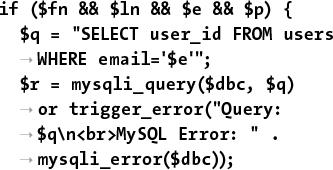 if ($fn && $ln && $e && $p) {
$q = "SELECT user_id FROM users
→ WHERE email='$e'";
$r = mysqli_query($dbc, $q)
→ or trigger_error("Query:
→ $q\n<br>MySQL Error: " .
→ mysqli_error($dbc));